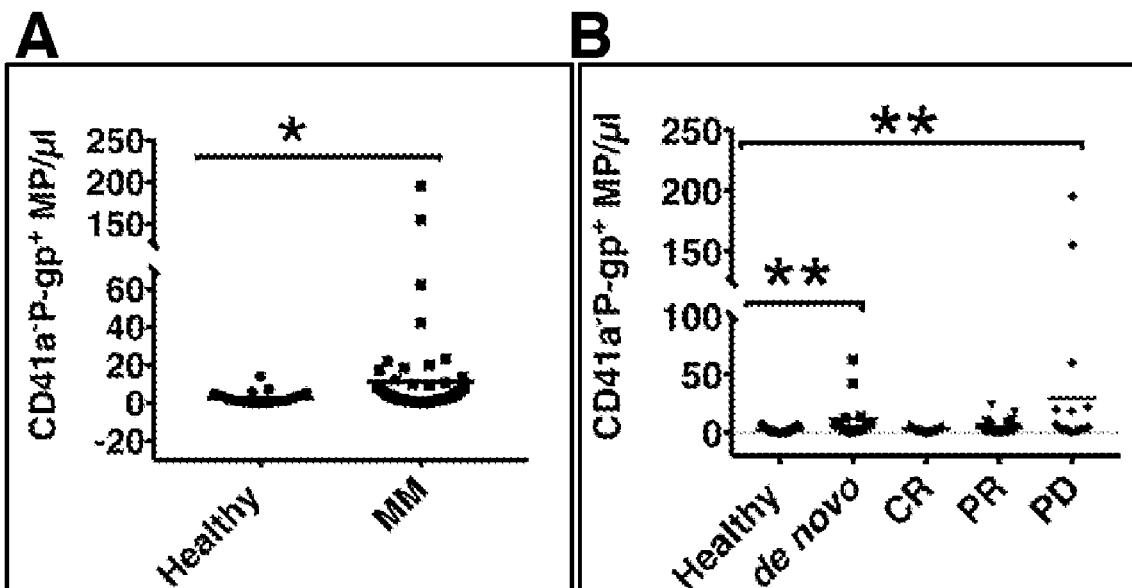 A
CD41a⁻P-gp⁺ MP/µl
250
200
150
60
40
20
0
-20
*
Healthy
MM
B
CD41a⁻P-gp⁺ MP/µl
250
200
150
100
50
0
**
**
Healthy
de novo
CR
PR
PD